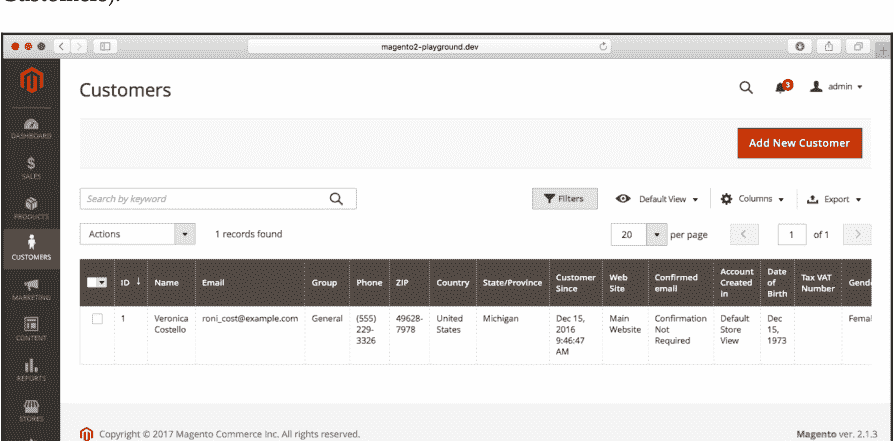 Customers).
magento2-playground.dev
Customers
3
admin
DASHBOARD
SALES
PRODUCTS
CUSTOMERS
MARKETING
CONTENT
REPORTS
STORES
Add New Customer
Search by keyword
Filters
Default View
Columns
Export
Actions
1 records found
20
per page
1
of 1
ID
Name
Email
Group
Phone
ZIP
Country
State/Province
Customer
Since
Web
Site
Confirmed
email
Account
Created
in
Date
of
Birth
Tax VAT
Number
Gend
1
Veronica
Costello
roni_cost@example.com
General
(555)
229-
3326
49628-
7978
United
States
Michigan
Dec 15,
2016
9:46:47
AM
Main
Website
Confirmation
Not
Required
Default
Store
View
Dec
15,
1973
Femal
Copyright © 2017 Magento Commerce Inc. All rights reserved.
Magento ver. 2.1.3